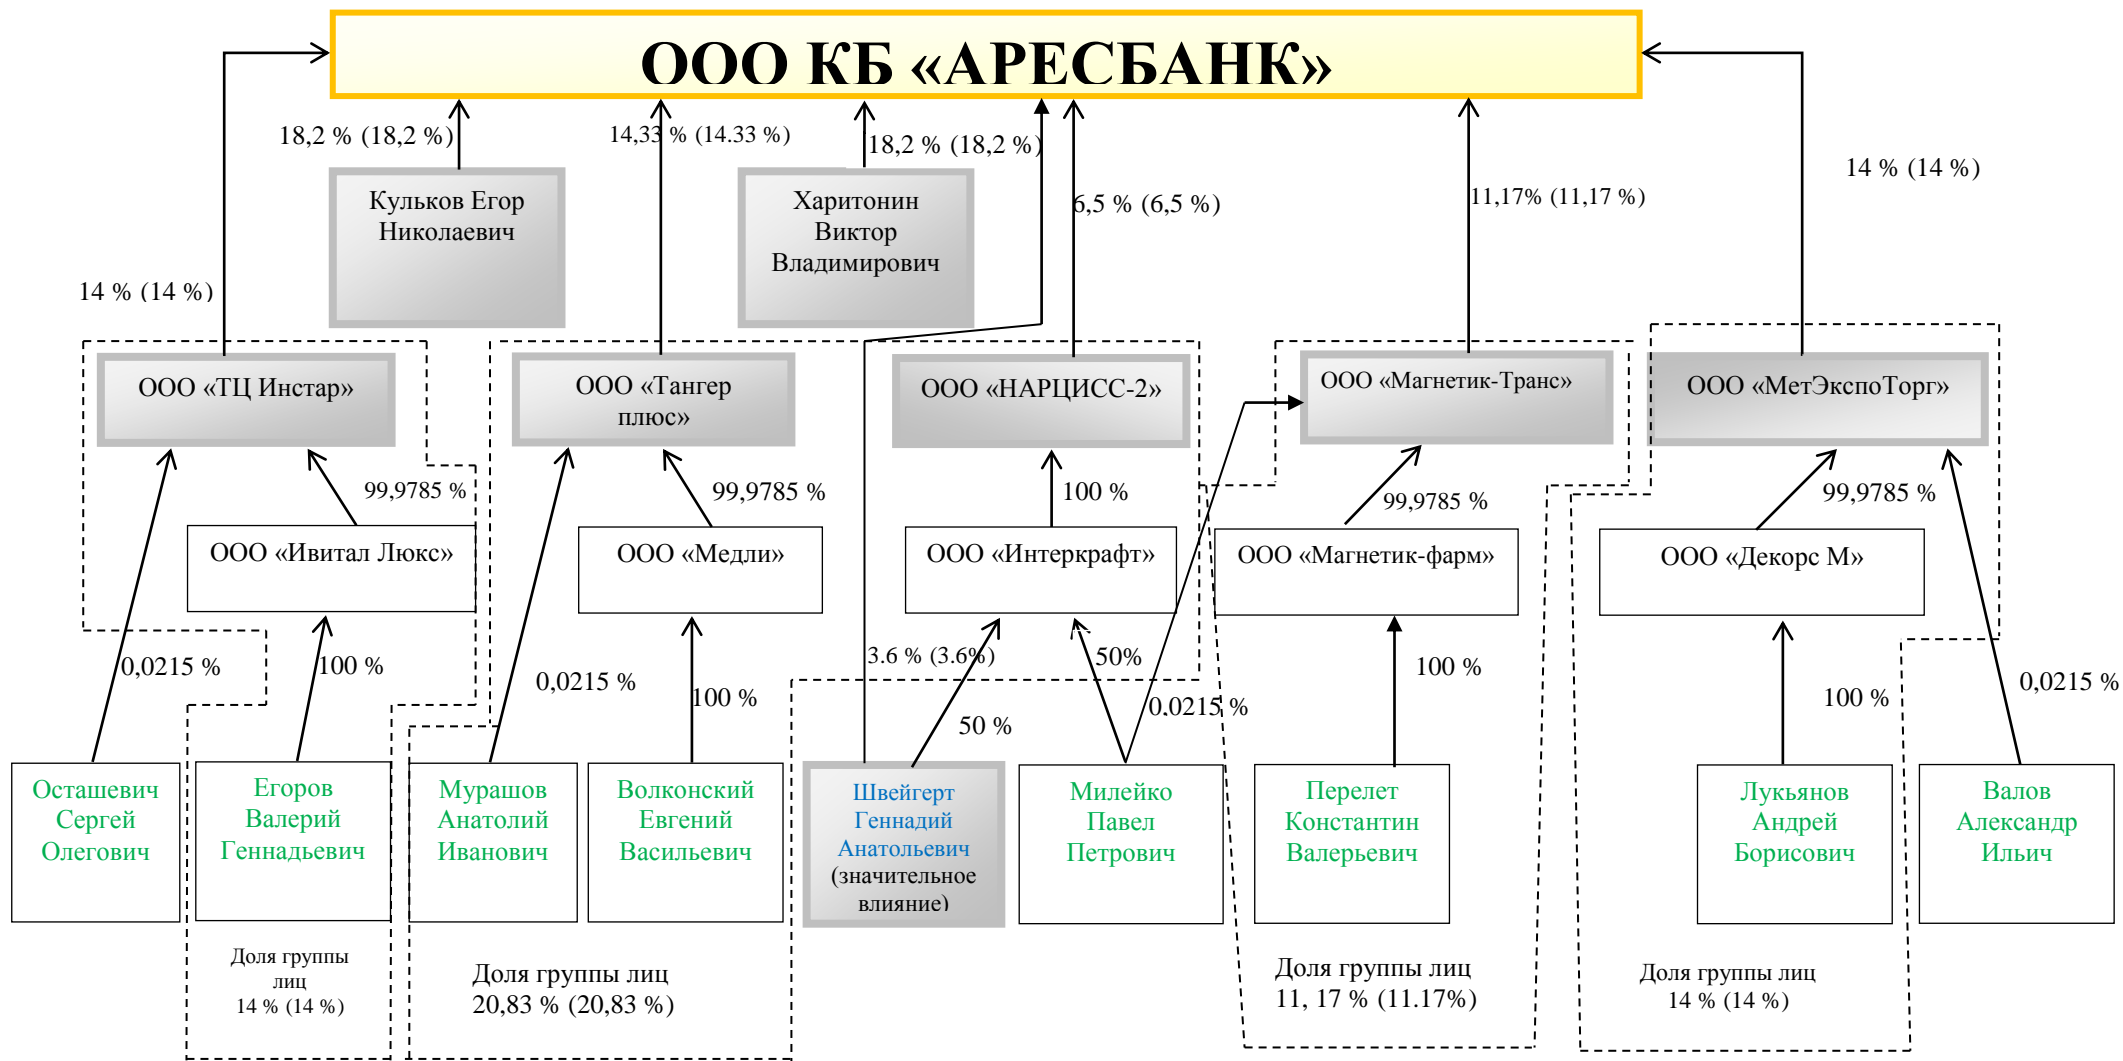 ООО КБ «АРЕСБАНК»
18,2 % (18,2 %)
14,33 % (14.33 %)
18,2 % (18,2 %)
14 % (14 %)
6,5 % (6,5 %)
11,17% (11,17 %)
Кульков Егор
Николаевич
Харитонин
Виктор
Владимирович
14 % (14 %)
ООО «ТЦ Инстар»
ООО «Тангер
плюс»
ООО «НАРЦИСС-2»
ООО «Магнетик-Транс»
ООО «МетЭкспоТорг»
99,9785 %
99,9785 %
100 %
99,9785 %
99,9785 %
ООО «Ивитал Люкс»
ООО «Медли»
ООО «Интеркрафт»
ООО «Магнетик-фарм»
ООО «Декорс М»
0,0215 %
100 %
0,0215 %
100 %
3.6 % (3.6%)
50%
50 %
0,0215 %
100 %
100 %
0,0215 %
Осташевич
Сергей
Олегович
Егоров
Валерий
Геннадьевич
Мурашов
Анатолий
Иванович
Волконский
Евгений
Васильевич
Швейгерт
Геннадий
Анатольевич
(значительное
влияние)
Милейко
Павел
Петрович
Перелет
Константин
Валерьевич
Лукьянов
Андрей
Борисович
Валов
Александр
Ильич
Доля группы
лиц
14 % (14 %)
Доля группы лиц
20,83 % (20,83 %)
Доля группы лиц
11, 17 % (11.17%)
Доля группы лиц
14 % (14 %)